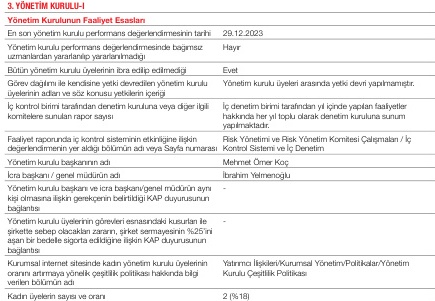 3. YÖNETİM KURULU-I
Yönetim Kurulunun Faaliyet Esasları
En son yönetim kurulu performans değerlendirmesinin tarihi 29.12.2023
Yönetim kurulu performans değerlendirmesinde bağımsız Hayır
uzmanlardan yararlanılıp yararlanılmadığı
Bütün yönetim kurulu üyelerinin ibra edilip edilmediği Evet
Görev dağılımı ile kendisine yetki devredilen yönetim kurulu Yönetim kurulu üyeleri arasında yetki devri yapılmamıştır.
üyelerinin adları ve söz konusu yetkilerin içeriği
İç kontrol birimi tarafından denetim kuruluna veya diğer ilgili İç denetim birimi tarafından yıl içinde yapılan faaliyetler
komitelere sunulan rapor sayısı hakkında her yıl toplu olarak denetim kuruluna sunum
yapılmaktadır.
Faaliyet raporunda iç kontrol sisteminin etkinliğine ilişkin Risk Yönetimi ve Risk Yönetim Komitesi Çalışmaları / İç
değerlendirmenin yer aldığı bölümün adı veya Sayfa numarası Kontrol Sistemi ve İç Denetim
Yönetim kurulu başkanının adı Mehmet Ömer Koç
İcra başkanı / genel müdürün adı İbrahim Yelmenoğlu
Yönetim kurulu başkanı ve icra başkanı/genel müdürün aynı -
kişi olmasına ilişkin gerekçenin belirtildiği KAP duyurusunun
bağlantısı
Yönetim kurulu üyelerinin görevleri esnasındaki kusurları ile -
şirkette sebep olacakları zararın, şirket sermayesinin %25'ini
aşan bir bedelle sigorta edildiğine ilişkin KAP duyurusunun
bağlantısı
Kurumsal internet sitesinde kadın yönetim kurulu üyelerinin Yatırımcı İlişkileri/Kurumsal Yönetim/Politikalar/Yönetim
oranını artırmaya yönelik çeşitlilik politikası hakkında bilgi Kurulu Çeşitlilik Politikası
verilen bölümün adı
Kadın üyelerin sayısı ve oranı 2 (%18)